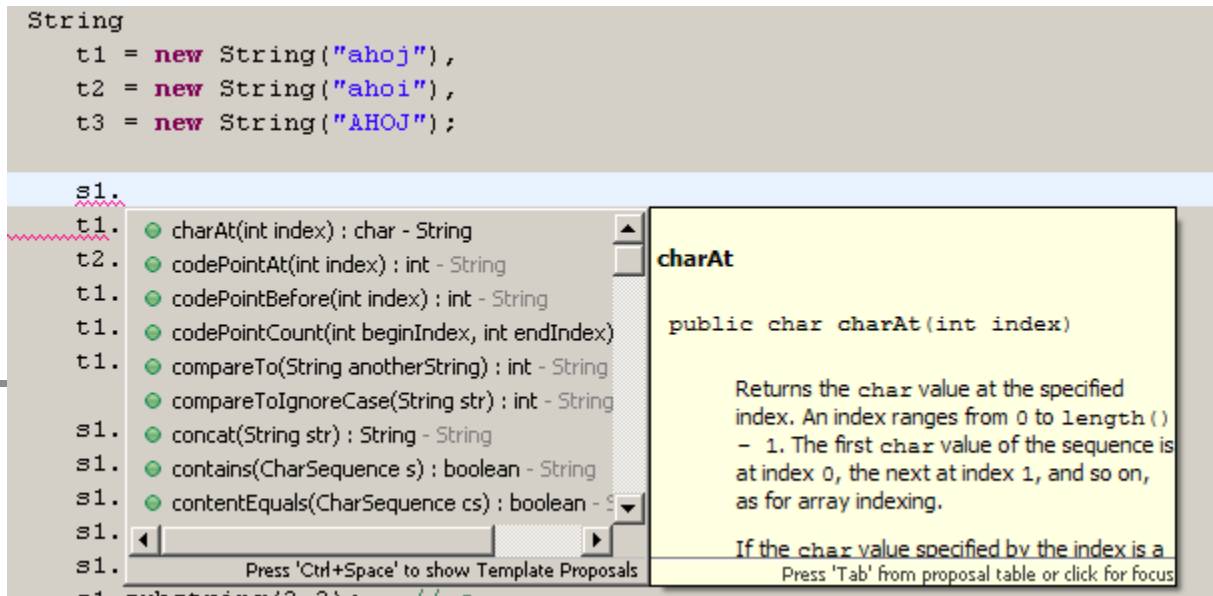 String
t1 = new String("ahoj"),
t2 = new String("ahoi"),
t3 = new String("AHOJ");
s1.
t1.
t2.
t1.
t1.
t1.
s1.
s1.
s1.
s1.
s1.
charAt(int index) : char - String
codePointAt(int index) : int - String
codePointBefore(int index) : int - String
codePointCount(int beginIndex, int endIndex)
compareTo(String anotherString) : int - String
compareToIgnoreCase(String str) : int - String
concat(String str) : String - String
contains(CharSequence s) : boolean - String
contentEquals(CharSequence cs) : boolean -
Press 'Ctrl+Space' to show Template Proposals
charAt
public char charAt(int index)
Returns the char value at the specified
index. An index ranges from 0 to length()
- 1. The first char value of the sequence is
at index 0, the next at index 1, and so on,
as for array indexing.
If the char value specified by the index is a
Press 'Tab' from proposal table or click for focus